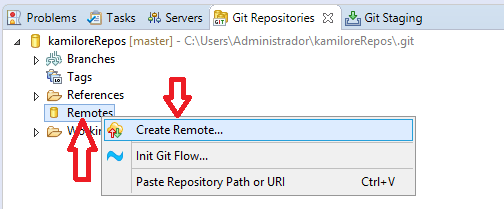 Problems Tasks Servers Git Repositories Git Staging
kamiloreRepos [master] - C:\Users\Administrador\kamiloreRepos\.git
Branches
Tags
References
Remotes
Create Remote...
Init Git Flow...
Paste Repository Path or URI Ctrl+V